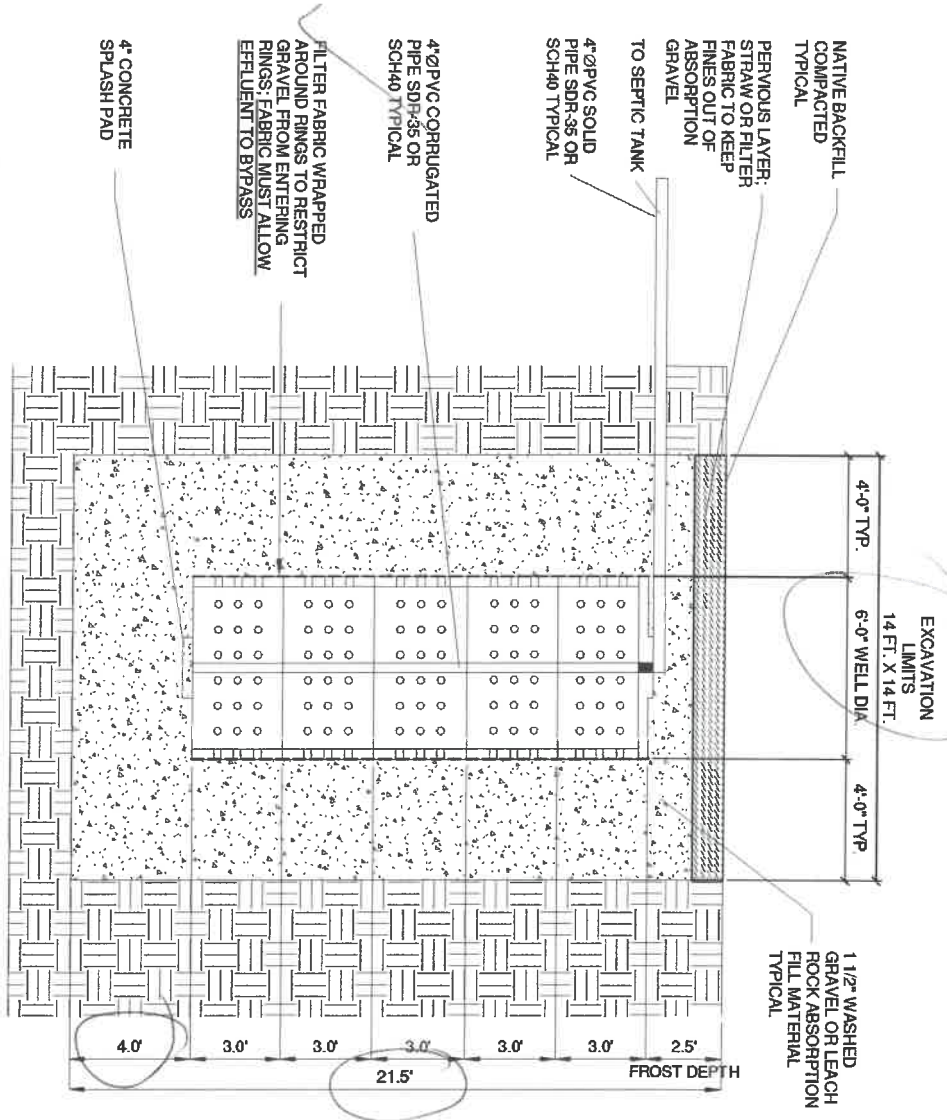 NATIVE BACKFILL
COMPACTED
TYPICAL
PERVIOUS LAYER:
STRAW OR FILTER
FABRIC TO KEEP
FINES OUT OF
ABSORPTION
GRAVEL
TO SEPTIC TANK
4"ØPVC SOLID
PIPE SDR-35 OR
SCH40 TYPICAL
4"ØPVC CORRUGATED
PIPE SDR-35 OR
SCH40 TYPICAL
FILTER FABRIC WRAPPED
AROUND RINGS TO RESTRICT
GRAVEL FROM ENTERING
RINGS; FABRIC MUST ALLOW
EFFLUENT TO BYPASS
4" CONCRETE
SPLASH PAD
EXCAVATION
LIMITS
14 FT. X 14 FT.
4'-0" TYP
6'-0" WELL DIA
4'-0" TYP
1 1/2" WASHED
GRAVEL OR LEACH
ROCK ABSORPTION
FILL MATERIAL
TYPICAL
4.0'
3.0'
3.0'
3.0'
3.0'
3.0'
2.5'
FROST DEPTH
21.5'